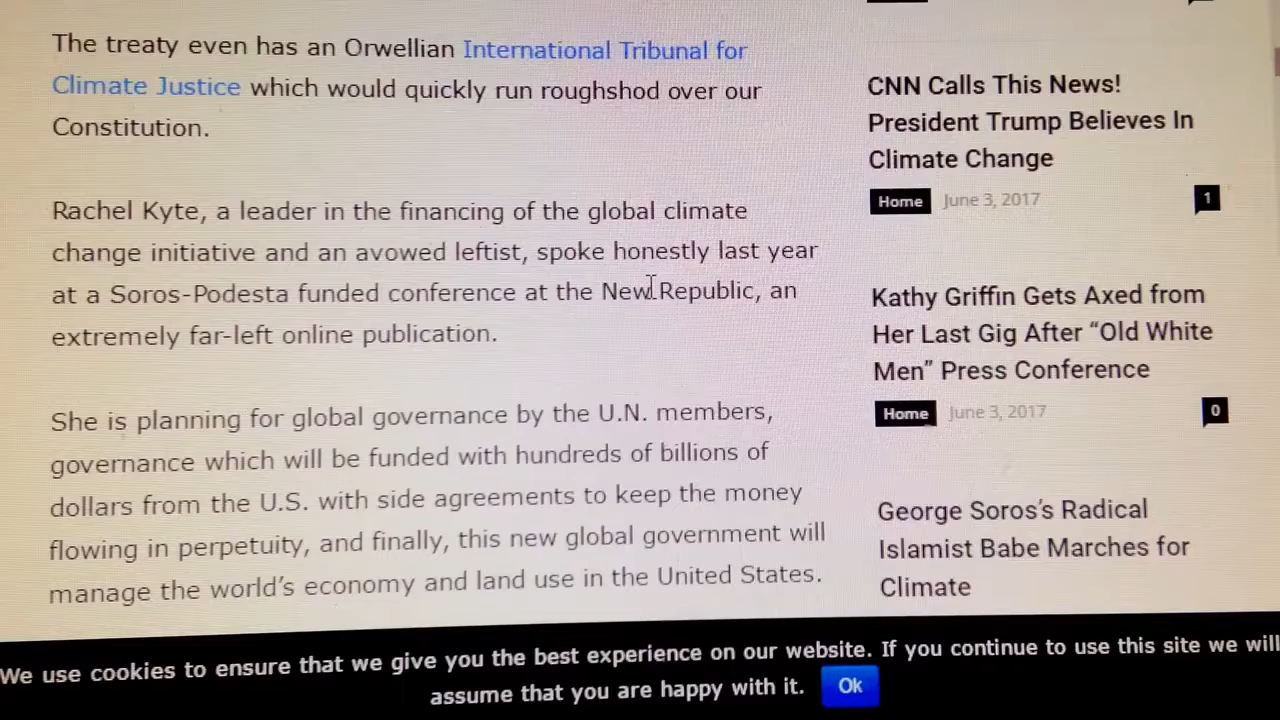 The treaty even has an Orwellian International Tribunal for
Climate Justice which would quickly run roughshod over our
Constitution.
Rachel Kyte, a leader in the financing of the global climate
change initiative and an avowed leftist, spoke honestly last year
at a Soros-Podesta funded conference at the New Republic, an
extremely far-left online publication.
She is planning for global governance by the U.N. members,
governance which will be funded with hundreds of billions of
dollars from the U.S. with side agreements to keep the money
flowing in perpetuity, and finally, this new global government will
manage the world’s economy and land use in the United States.
CNN Calls This News!
President Trump Believes In
Climate Change
Home June 3, 2017 1
Kathy Griffin Gets Axed from
Her Last Gig After “Old White
Men” Press Conference
Home June 3, 2017 0
George Soros’s Radical
Islamist Babe Marches for
Climate
We use cookies to ensure that we give you the best experience on our website. If you continue to use this site we will
assume that you are happy with it. Ok